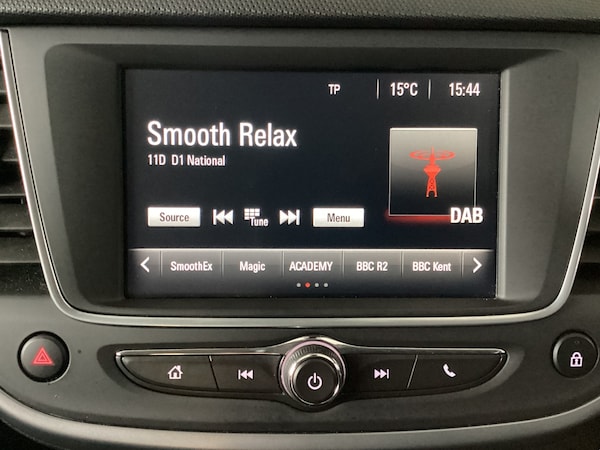 TP 15°C 15:44
Smooth Relax
11D D1 National
DAB
Source Tune Menu
SmoothEx Magic ACADEMY BBC R2 BBC Kent